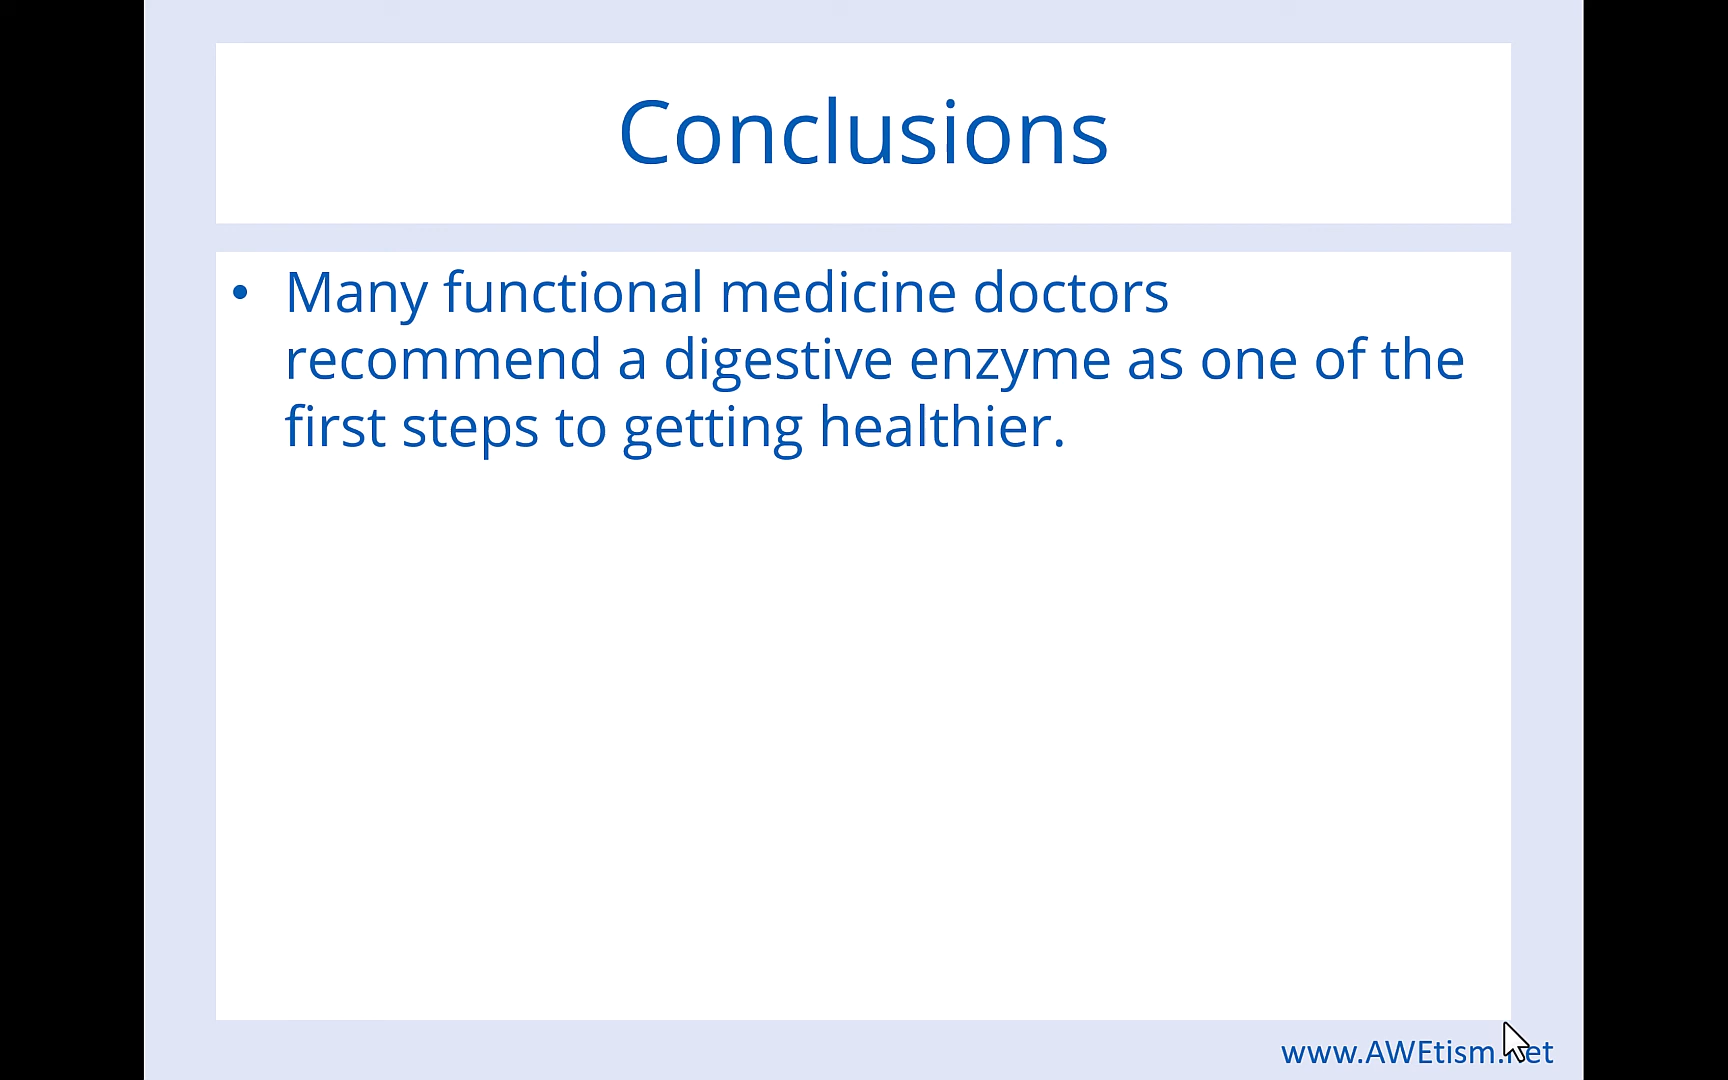 Conclusions
• Many functional medicine doctors
recommend a digestive enzyme as one of the
first steps to getting healthier.
www.AWEtism.net